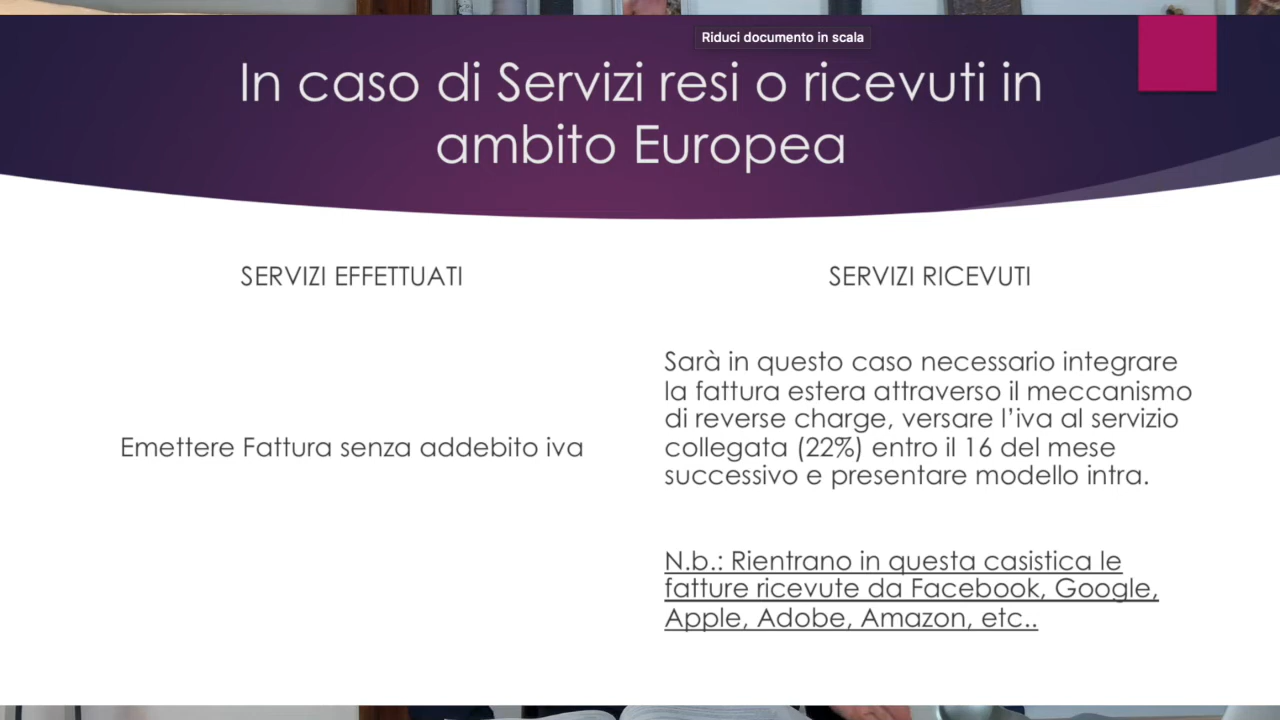 Riduci documento in scala
In caso di Servizi resi o ricevuti in
ambito Europea
SERVIZI EFFETTUATI
Emettere Fattura senza addebito iva
SERVIZI RICEVUTI
Sarà in questo caso necessario integrare
la fattura estera attraverso il meccanismo
di reverse charge, versare l'iva al servizio
collegata (22%) entro il 16 del mese
successivo e presentare modello intra.
N.b.: Rientrano in questa casistica le
fatture ricevute da Facebook, Google,
Apple, Adobe, Amazon, etc..